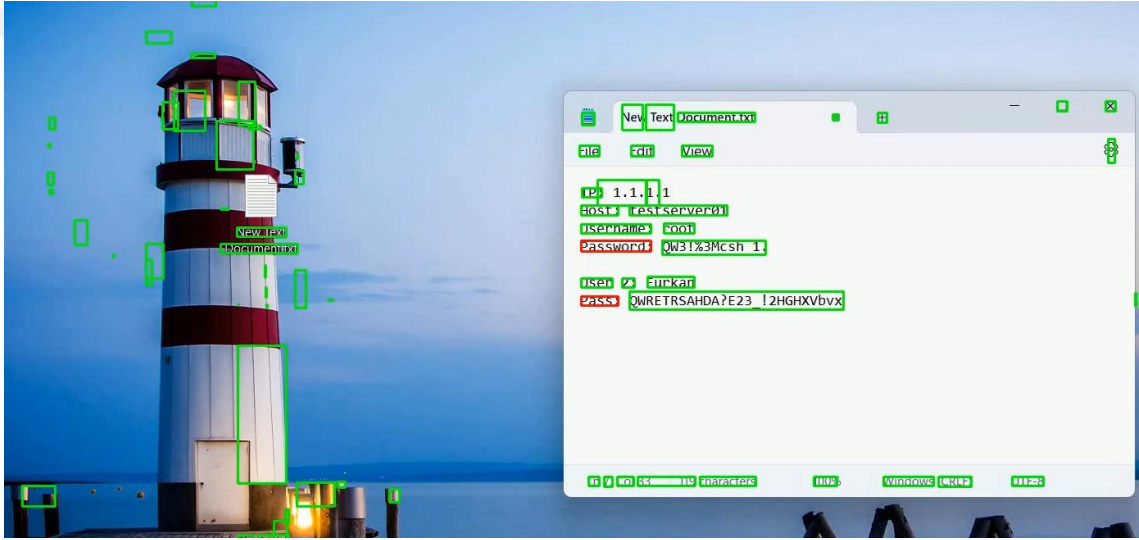 New Text Document.txt
File Edit View
IP: 1.1.1.1
Host: testserver01
Username: root
Password: QW3!%3Mcsh_1.
User 2: Furkan
Pass: QWRETRSAHDA?E23_!2HGHXVbvx
119 characters 100% Windows (CRLF) UTF-8
New Text
Document.txt